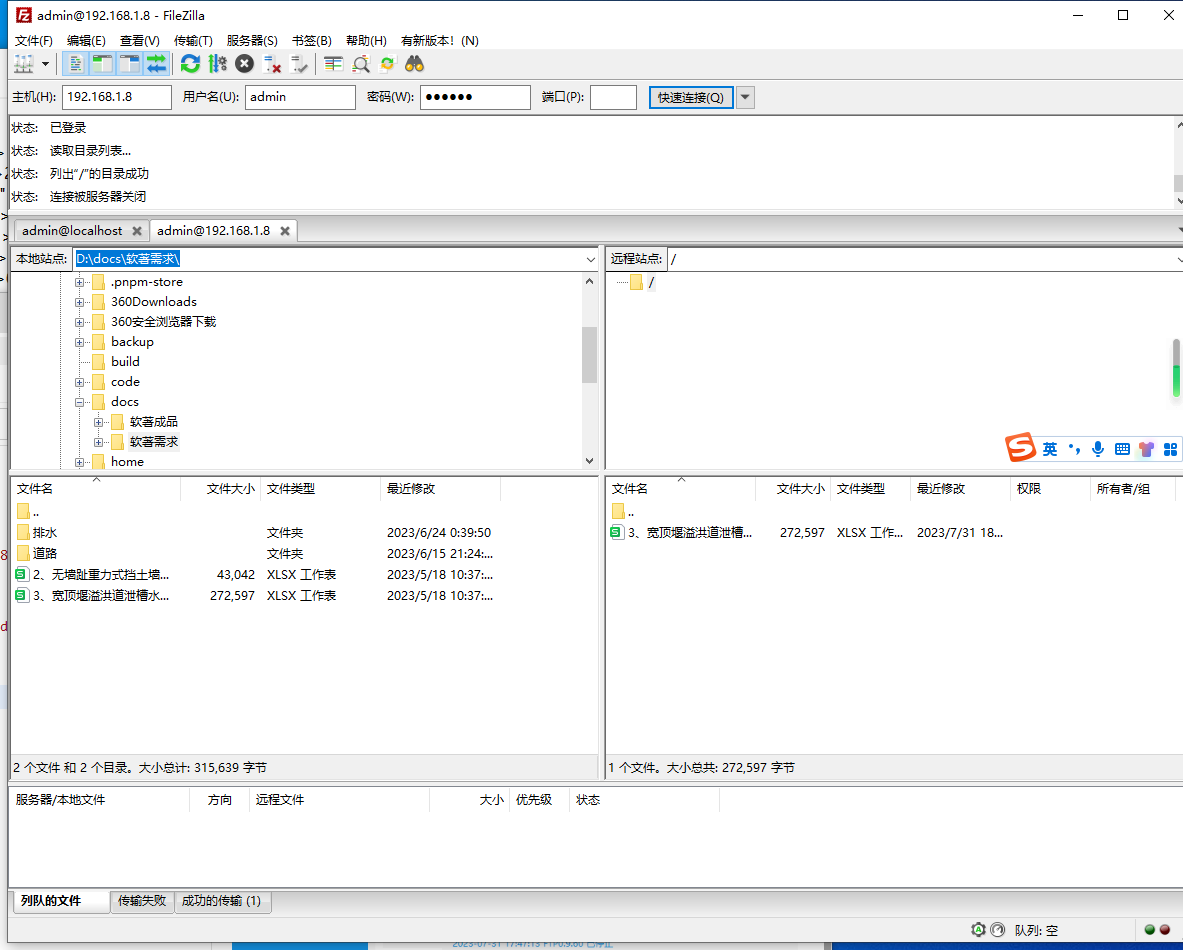 admin@192.168.1.8 - FileZilla
文件(F) 编辑(E) 查看(V) 传输(T) 服务器(S) 书签(B) 帮助(H) 有新版本！(N)
主机(H): 192.168.1.8 用户名(U): admin 密码(W): ●●●●●● 端口(P): 快速连接(Q)
状态: 已登录
状态: 读取目录列表...
状态: 列出“/”的目录成功
状态: 连接被服务器关闭
admin@localhost admin@192.168.1.8
本地站点: D:\docs\软著需求\
.pnpm-store
360Downloads
360安全浏览器下载
backup
build
code
docs
软著成品
软著需求
home
远程站点: /
/
英
文件名 文件大小 文件类型 最近修改
..
排水 文件夹 2023/6/24 0:39:50
道路 文件夹 2023/6/15 21:24:...
2、无墙趾重力式挡土墙... 43,042 XLSX 工作表 2023/5/18 10:37:...
3、宽顶堰溢洪道泄槽水... 272,597 XLSX 工作表 2023/5/18 10:37:...
2 个文件 和 2 个目录。大小总计: 315,639 字节
文件名 文件大小 文件类型 最近修改 权限 所有者/组
..
3、宽顶堰溢洪道泄槽... 272,597 XLSX 工作... 2023/7/31 18...
1 个文件。大小总共: 272,597 字节
服务器/本地文件 方向 远程文件 大小 优先级 状态
列队的文件 传输失败 成功的传输 (1)
队列: 空